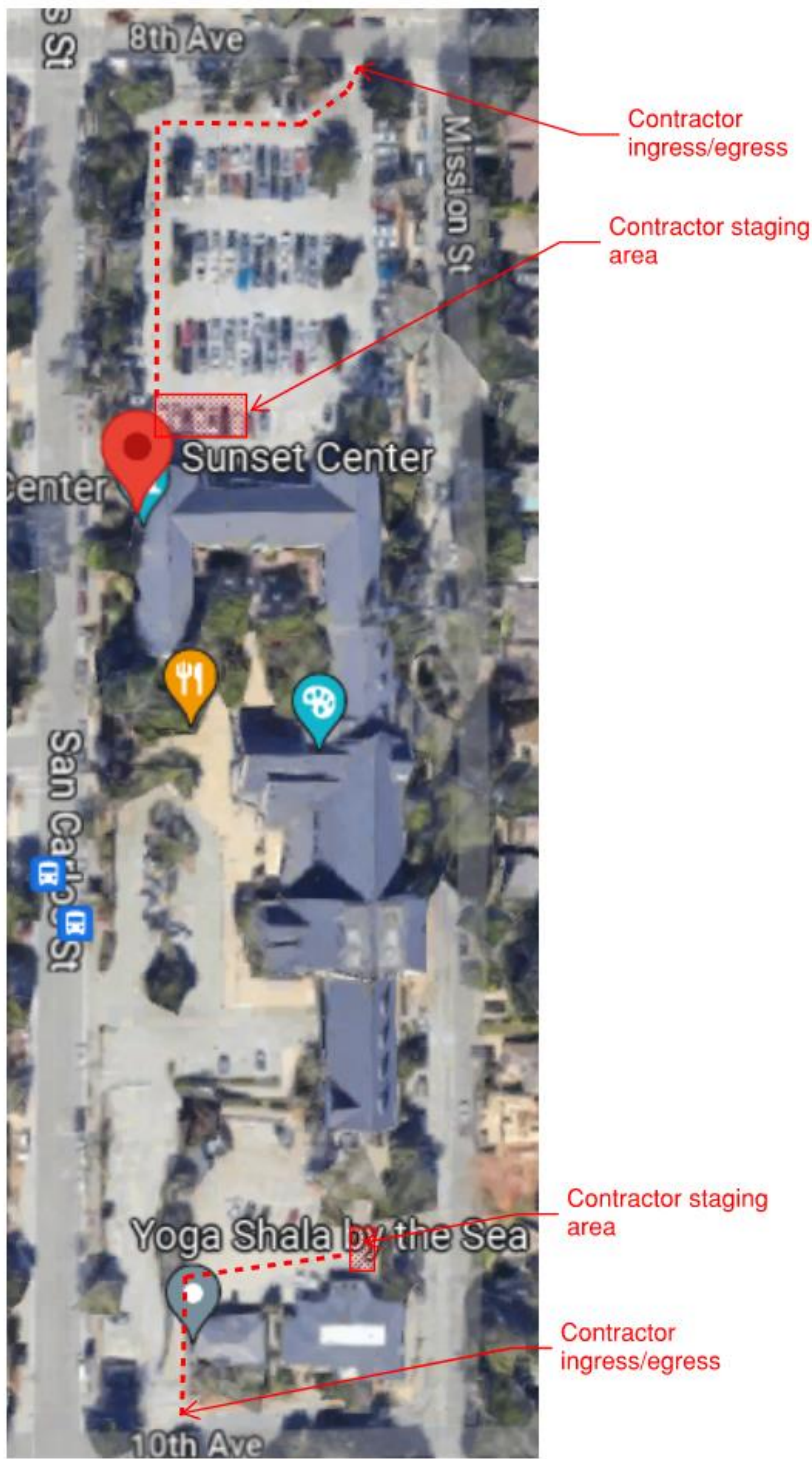 s St
8th Ave
Contractor
ingress/egress
Mission St
Contractor staging
area
Sunset Center
Center
San Carlos St
Contractor staging
area
Yoga Shala by the Sea
Contractor
ingress/egress
10th Ave